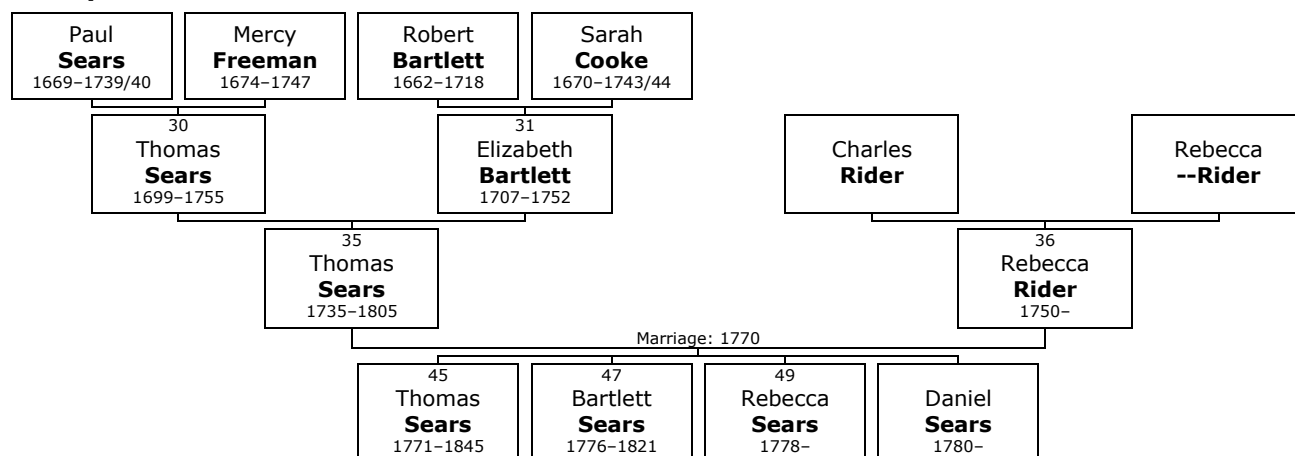 Paul
Sears
1669–1739/40
Mercy
Freeman
1674–1747
Robert
Bartlett
1662–1718
Sarah
Cooke
1670–1743/44
30
Thomas
Sears
1699–1755
31
Elizabeth
Bartlett
1707–1752
Charles
Rider
Rebecca
--Rider
35
Thomas
Sears
1735–1805
36
Rebecca
Rider
1750–
Marriage: 1770
45
Thomas
Sears
1771–1845
47
Bartlett
Sears
1776–1821
49
Rebecca
Sears
1778–
Daniel
Sears
1780–